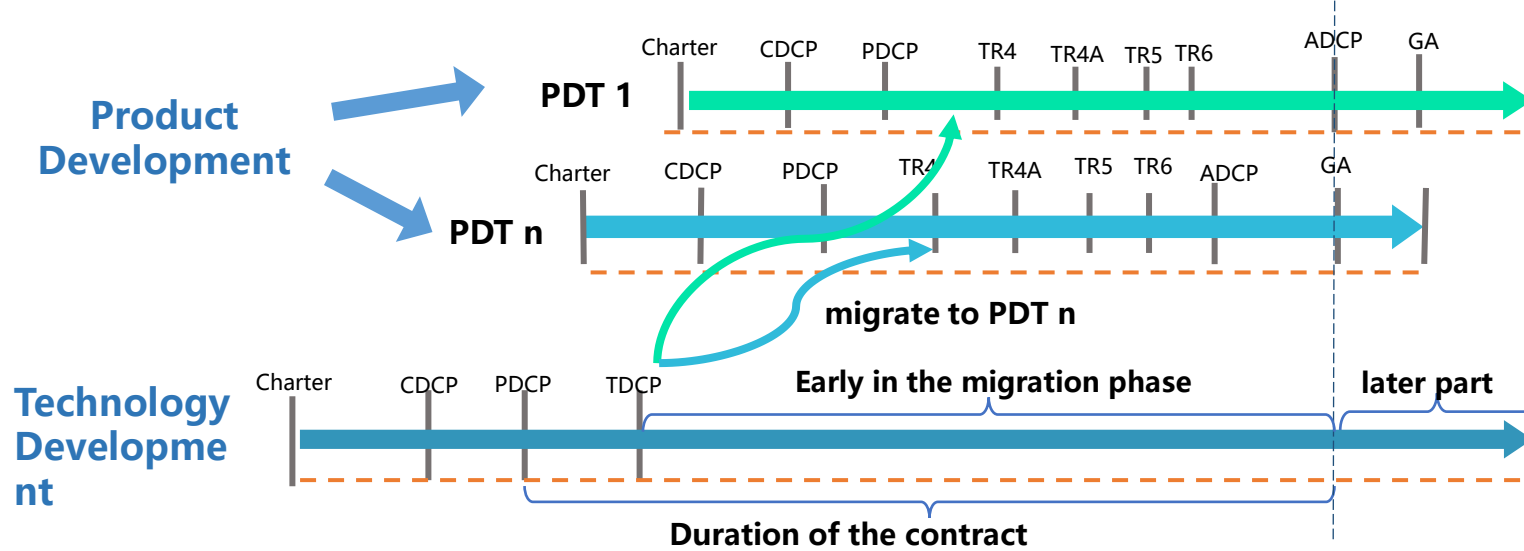 Charter CDCP PDCP TR4 TR4A TR5 TR6 ADCP GA
PDT 1
Product
Development
Charter CDCP PDCP TR4 TR4A TR5 TR6 ADCP GA
PDT n
migrate to PDT n
Charter CDCP PDCP TDCP
Early in the migration phase
later part
Technology
Developme
nt
Duration of the contract